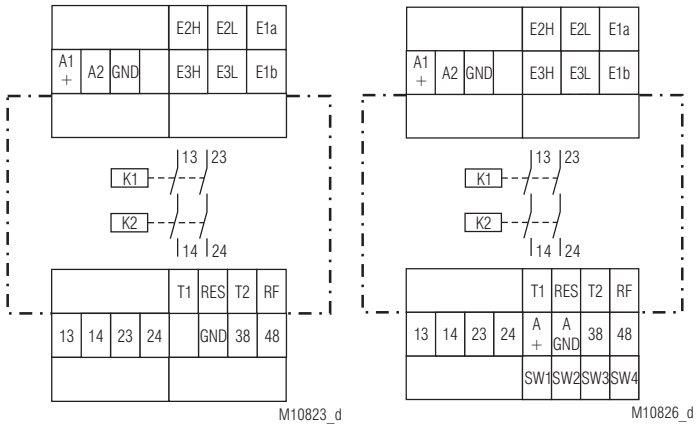 E2H E2L E1a
A1 + A2 GND E3H E3L E1b
13 23
K1
K2
14 24
T1 RES T2 RF
13 14 23 24 GND 38 48
M10823_d
E2H E2L E1a
A1 + A2 GND E3H E3L E1b
13 23
K1
K2
14 24
T1 RES T2 RF
13 14 23 24 A + A GND 38 48
SW1 SW2 SW3 SW4
M10826_d